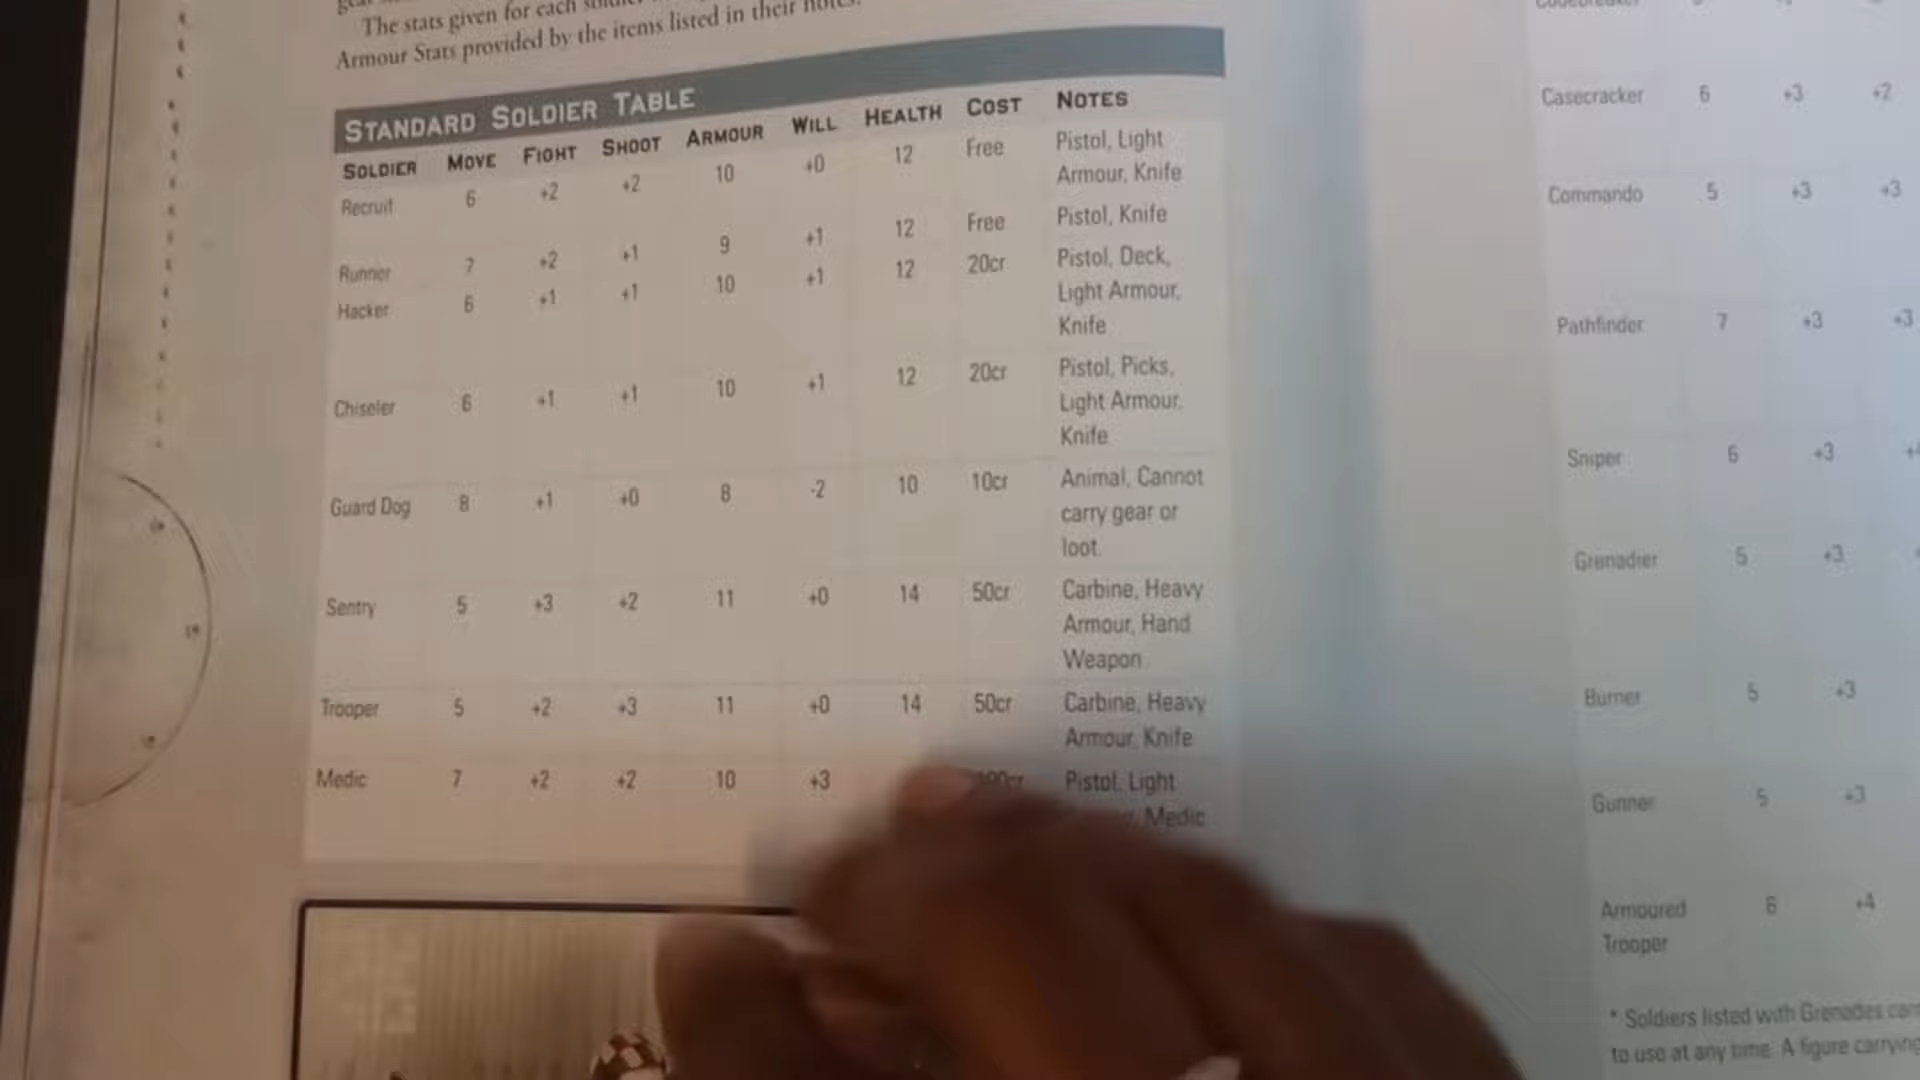 The stats given for each soldier
Armour Stats provided by the items listed in their notes.
STANDARD SOLDIER TABLE
SOLDIER MOVE FIGHT SHOOT ARMOUR WILL HEALTH COST NOTES
Recruit 6 +2 +2 10 +0 12 Free Pistol, Light
Armour, Knife
Runner 7 +2 +1 9 +1 12 Free Pistol, Knife
Hacker 6 +1 +1 10 +1 12 20cr Pistol, Deck,
Light Armour,
Knife
Chiseler 6 +1 +1 10 +1 12 20cr Pistol, Picks,
Light Armour,
Knife
Guard Dog 8 +1 +0 8 -2 10 10cr Animal, Cannot
carry gear or
loot.
Sentry 5 +3 +2 11 +0 14 50cr Carbine, Heavy
Armour, Hand
Weapon
Trooper 5 +2 +3 11 +0 14 50cr Carbine, Heavy
Armour, Knife
Medic 7 +2 +2 10 +3 Pistol, Light
Medic
Casecracker 6 +3 +2
Commando 5 +3 +3
Pathfinder 7 +3 +3
Sniper 6 +3
Grenadier 5 +3
Burner 5 +3
Gunner 5 +3
Armoured 6 +4
Trooper
* Soldiers listed with Grenades
to use at any time. A figure carrying